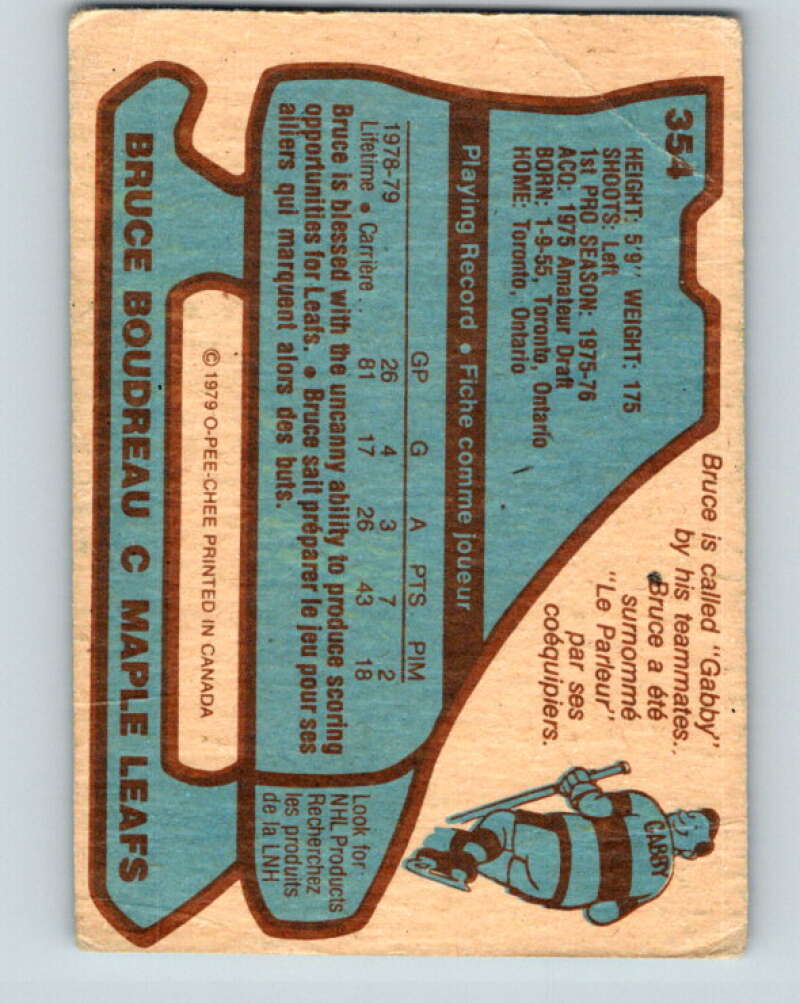 354
HEIGHT: 5'9" WEIGHT: 175
SHOOTS: Left
1st PRO SEASON: 1975-76
ACQ: 1975 Amateur Draft
BORN: 1-9-55, Toronto, Ontario
HOME: Toronto, Ontario
Bruce is called "Gabby"
by his teammates..
Bruce a été
surnommé
"Le Parleur"
par ses
coéquipiers.
GABBY
Playing Record • Fiche comme joueur
GP G A PTS PIM
1978-79 26 4 3 7 2
Lifetime • Carrière .. 81 17 26 43 18
Bruce is blessed with the uncanny ability to produce scoring
opportunities for Leafs. • Bruce sait préparer le jeu pour ses
ailiers qui marquent alors des buts.
Look for
NHL Products
Recherchez
les produits
de la LNH
© 1979 O-PEE-CHEE PRINTED IN CANADA
BRUCE BOUDREAU C MAPLE LEAFS